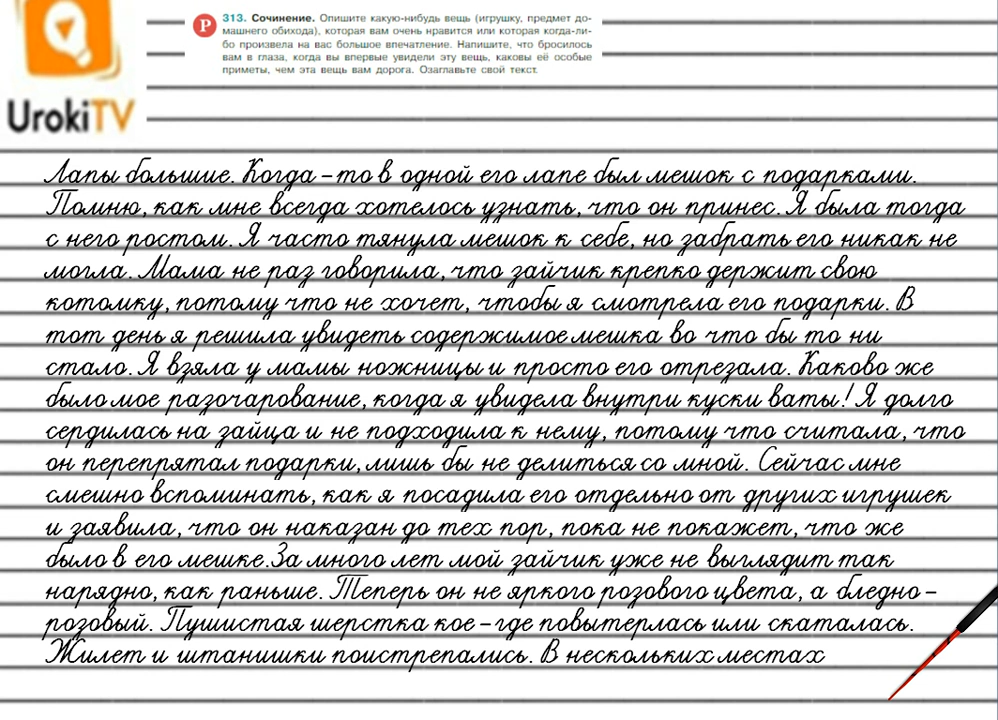 UrokiTV
Р 313. Сочинение. Опишите какую-нибудь вещь (игрушку, предмет до-
машнего обихода), которая вам очень нравится или которая когда-ли-
бо произвела на вас большое впечатление. Напишите, что бросилось
вам в глаза, когда вы впервые увидели эту вещь, каковы её особые
приметы, чем эта вещь вам дорога. Озаглавьте свой текст.
Лапы большие. Когда-то в одной его лапе был мешок с подарками.
Помню, как мне всегда хотелось узнать, что он принес. Я была тогда
с него ростом. Я часто тянула мешок к себе, но забрать его никак не
могла. Мама не раз говорила, что зайчик крепко держит свою
котомку, потому что не хочет, чтобы я смотрела его подарки. В
тот день я решила увидеть содержимое мешка во что бы то ни
стало. Я взяла у мамы ножницы и просто его отрезала. Каково же
было мое разочарование, когда я увидела внутри куски ваты! Я долго
сердилась на зайца и не подходила к нему, потому что считала, что
он перепрятал подарки, лишь бы не делиться со мной. Сейчас мне
смешно вспоминать, как я посадила его отдельно от других игрушек
и заявила, что он наказан до тех пор, пока не покажет, что же
было в его мешке. За много лет мой зайчик уже не выглядит так
нарядно, как раньше. Теперь он не яркого розового цвета, а бледно-
розовый. Пушистая шерстка кое-где повытерлась или скаталась.
Жилет и штанишки поистрепались. В нескольких местах